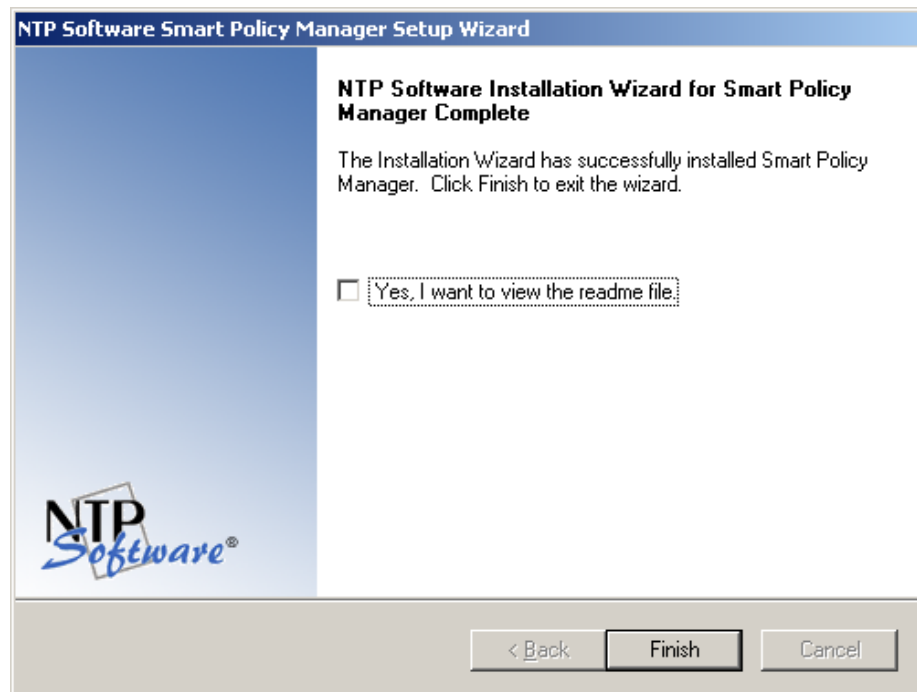 NTP Software Smart Policy Manager Setup Wizard
NTP Software Installation Wizard for Smart Policy
Manager Complete
The Installation Wizard has successfully installed Smart Policy
Manager. Click Finish to exit the wizard.
Yes, I want to view the readme file.
NTP
Software®
< Back
Finish
Cancel